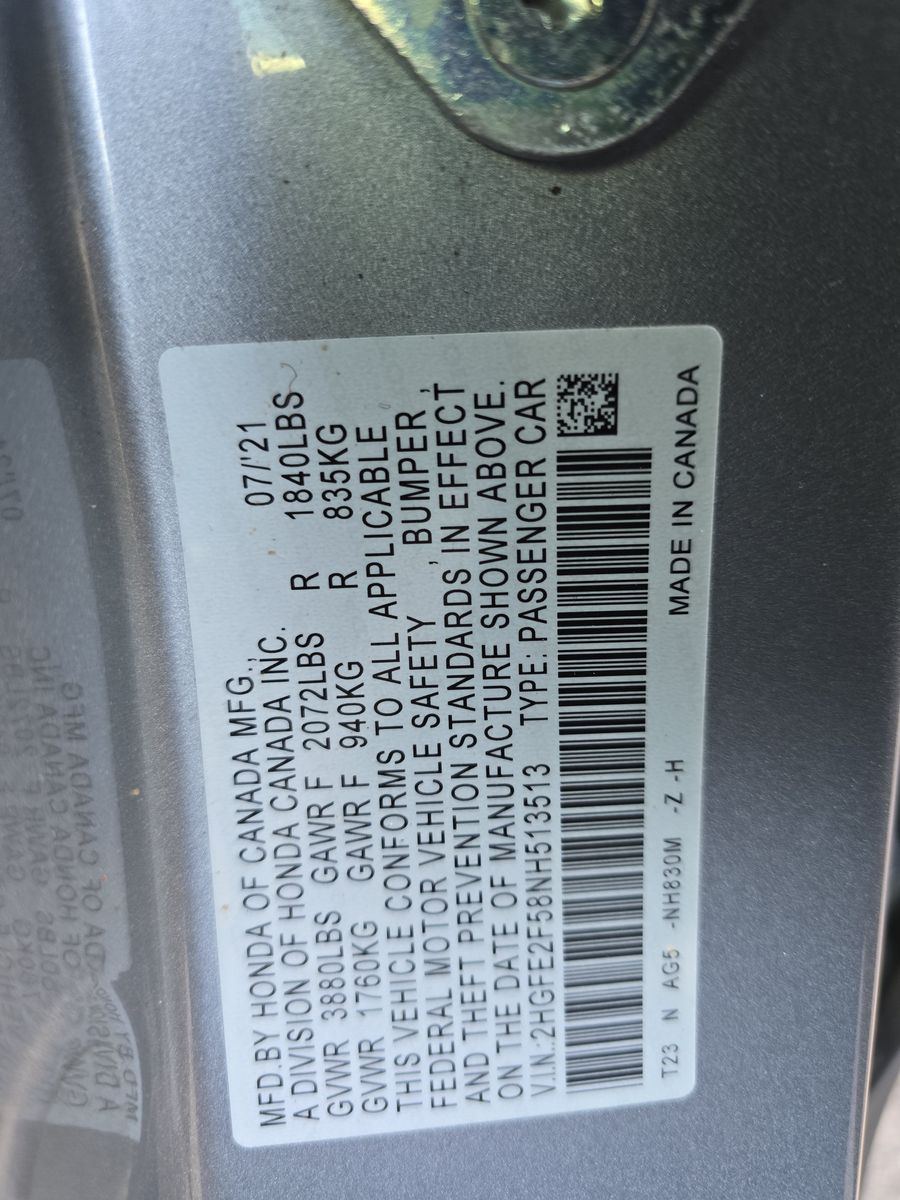 MFD.BY HONDA OF CANADA MFG., 07/'21
A DIVISION OF HONDA CANADA INC.
GVWR 3880LBS GAWR F 2072LBS R 1840LBS
GVWR 1760KG GAWR F 940KG R 835KG
THIS VEHICLE CONFORMS TO ALL APPLICABLE
FEDERAL MOTOR VEHICLE SAFETY , BUMPER ,
AND THEFT PREVENTION STANDARDS IN EFFECT
ON THE DATE OF MANUFACTURE SHOWN ABOVE.
V.I.N.:2HGFE2F58NH513513 TYPE: PASSENGER CAR
T23 N AG5 -NH830M -Z -H MADE IN CANADA